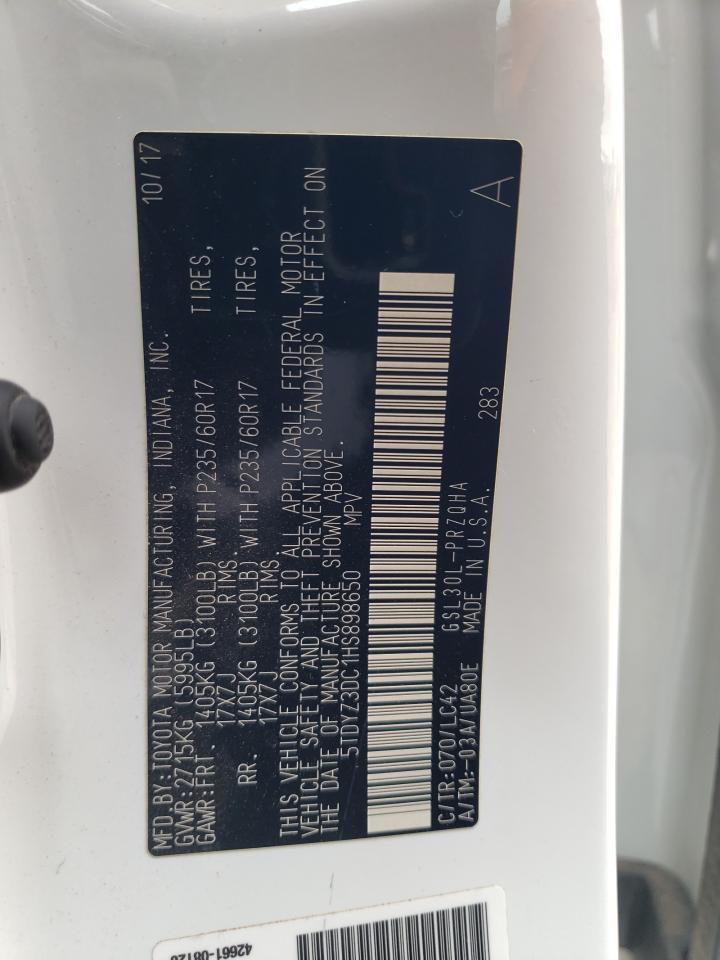 MFD.BY:TOYOTA MOTOR MANUFACTURING, INDIANA, INC. 10/17
GVWR:2715KG (5995LB)
GAWR:FRT. 1405KG (3100LB) WITH P235/60R17 TIRES,
17X7J RIMS.
RR. 1405KG (3100LB) WITH P235/60R17 TIRES,
17X7J RIMS.
THIS VEHICLE CONFORMS TO ALL APPLICABLE FEDERAL MOTOR
VEHICLE SAFETY AND THEFT PREVENTION STANDARDS IN EFFECT ON
THE DATE OF MANUFACTURE SHOWN ABOVE.
5TDYZ3DC1HS898650 MPV
C/TR:070/LC42 GSL30L-PRZQHA
A/TM:-03A/UA80E MADE IN U.S.A. 283 A